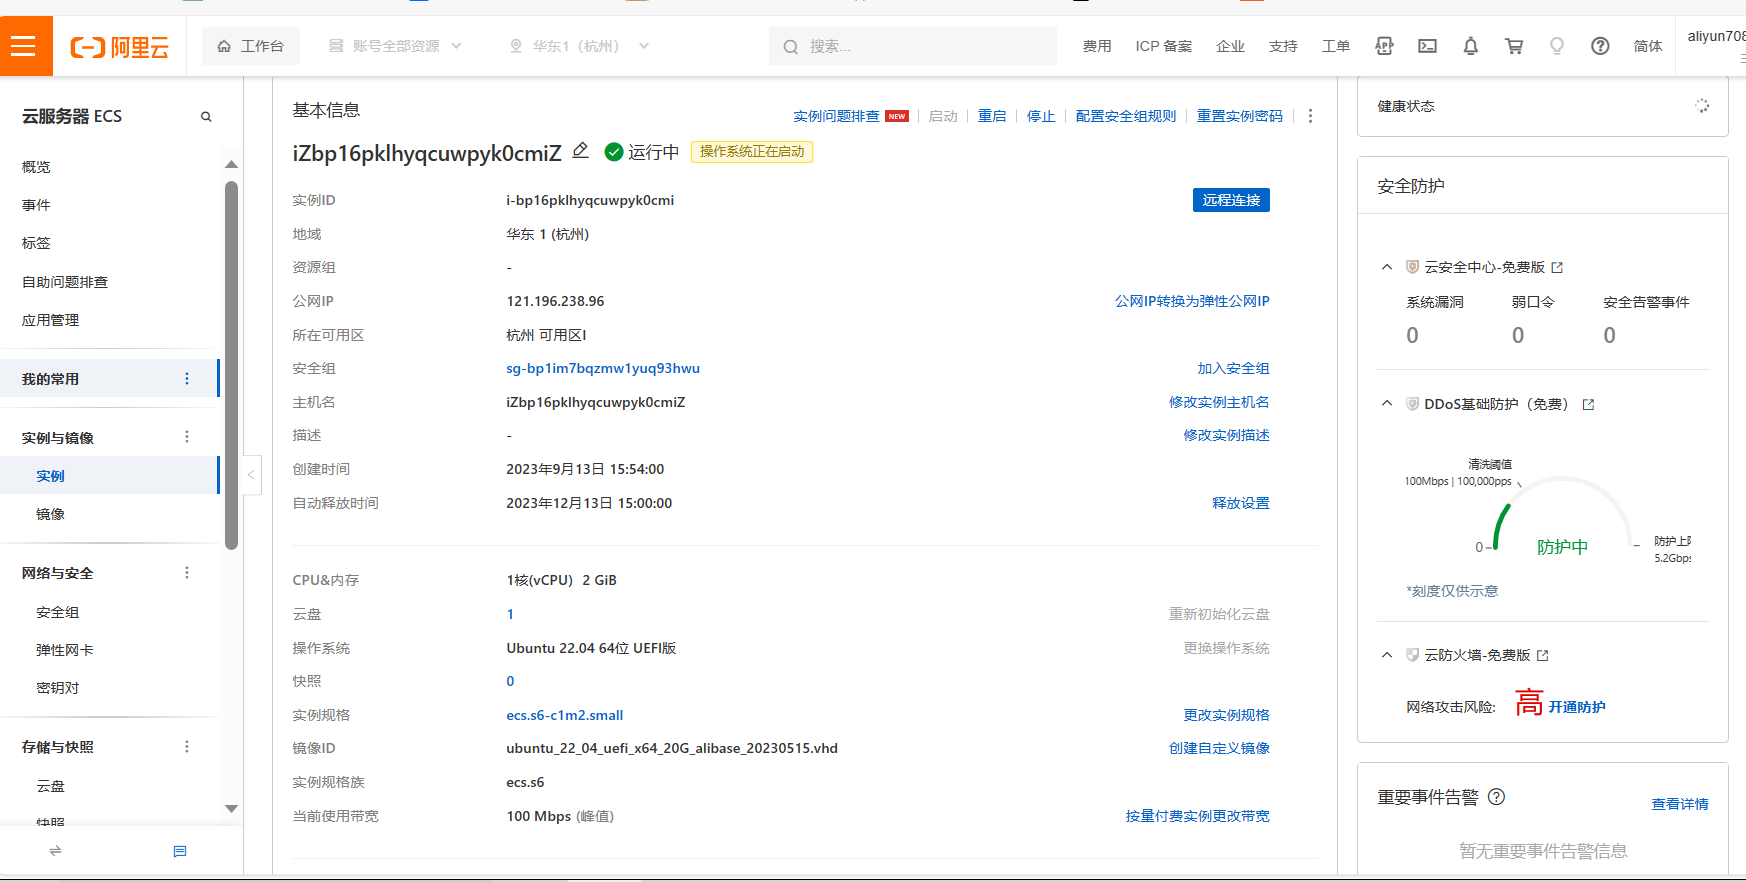 阿里云
工作台
账号全部资源
华东1（杭州）
搜索...
费用
ICP 备案
企业
支持
工单
APP
简体
云服务器 ECS
概览
事件
标签
自助问题排查
应用管理
我的常用
实例与镜像
实例
镜像
网络与安全
安全组
弹性网卡
密钥对
存储与快照
云盘
快照
基本信息
实例问题排查 NEW 启动 重启 停止 配置安全组规则 重置实例密码
iZbp16pklhyqcuwpyk0cmiZ 运行中 操作系统正在启动
实例ID i-bp16pklhyqcuwpyk0cmi 远程连接
地域 华东 1 (杭州)
资源组 -
公网IP 121.196.238.96 公网IP转换为弹性公网IP
所在可用区 杭州 可用区I
安全组 sg-bp1im7bqzmw1yuq93hwu 加入安全组
主机名 iZbp16pklhyqcuwpyk0cmiZ 修改实例主机名
描述 - 修改实例描述
创建时间 2023年9月13日 15:54:00
自动释放时间 2023年12月13日 15:00:00 释放设置
CPU&内存 1核(vCPU) 2 GiB
云盘 1 重新初始化云盘
操作系统 Ubuntu 22.04 64位 UEFI版 更换操作系统
快照 0
实例规格 ecs.s6-c1m2.small 更改实例规格
镜像ID ubuntu_22_04_uefi_x64_20G_alibase_20230515.vhd 创建自定义镜像
实例规格族 ecs.s6
当前使用带宽 100 Mbps (峰值) 按量付费实例更改带宽
健康状态
安全防护
云安全中心-免费版
系统漏洞 弱口令 安全告警事件
0 0 0
DDoS基础防护（免费）
清洗阈值
100Mbps | 100,000pps
0 防护中
防护上
5.2Gbps
*刻度仅供示意
云防火墙-免费版
网络攻击风险: 高 开通防护
重要事件告警 查看详情
暂无重要事件告警信息